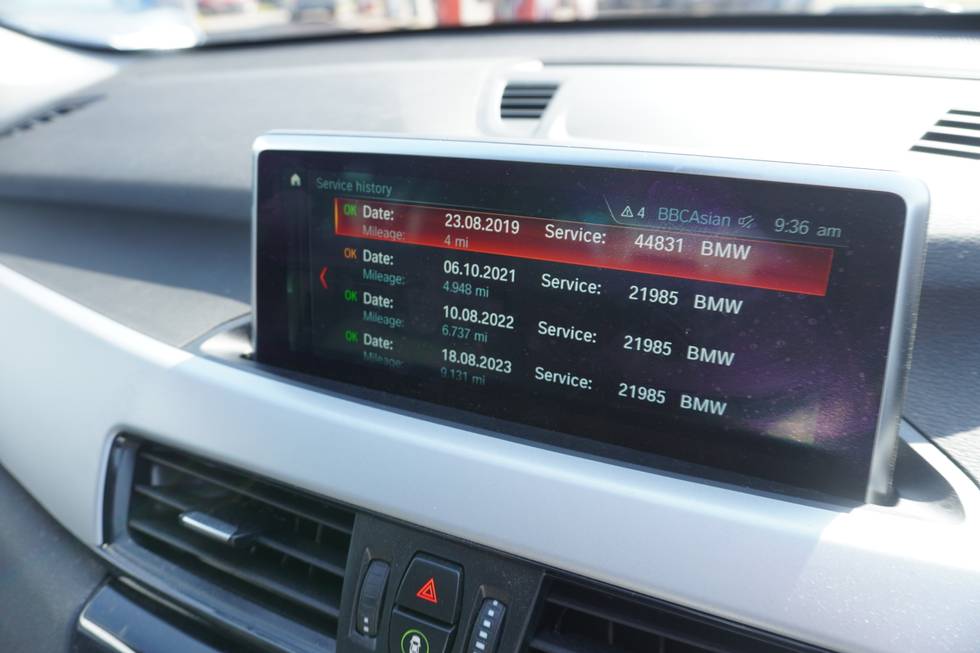 Service history
4 BBCAsian 9:36 am
OK Date: 23.08.2019 Service: 44831 BMW
Mileage: 4 mi
OK Date: 06.10.2021 Service: 21985 BMW
Mileage: 4.948 mi
OK Date: 10.08.2022 Service: 21985 BMW
Mileage: 6.737 mi
OK Date: 18.08.2023 Service: 21985 BMW
Mileage: 9.131 mi